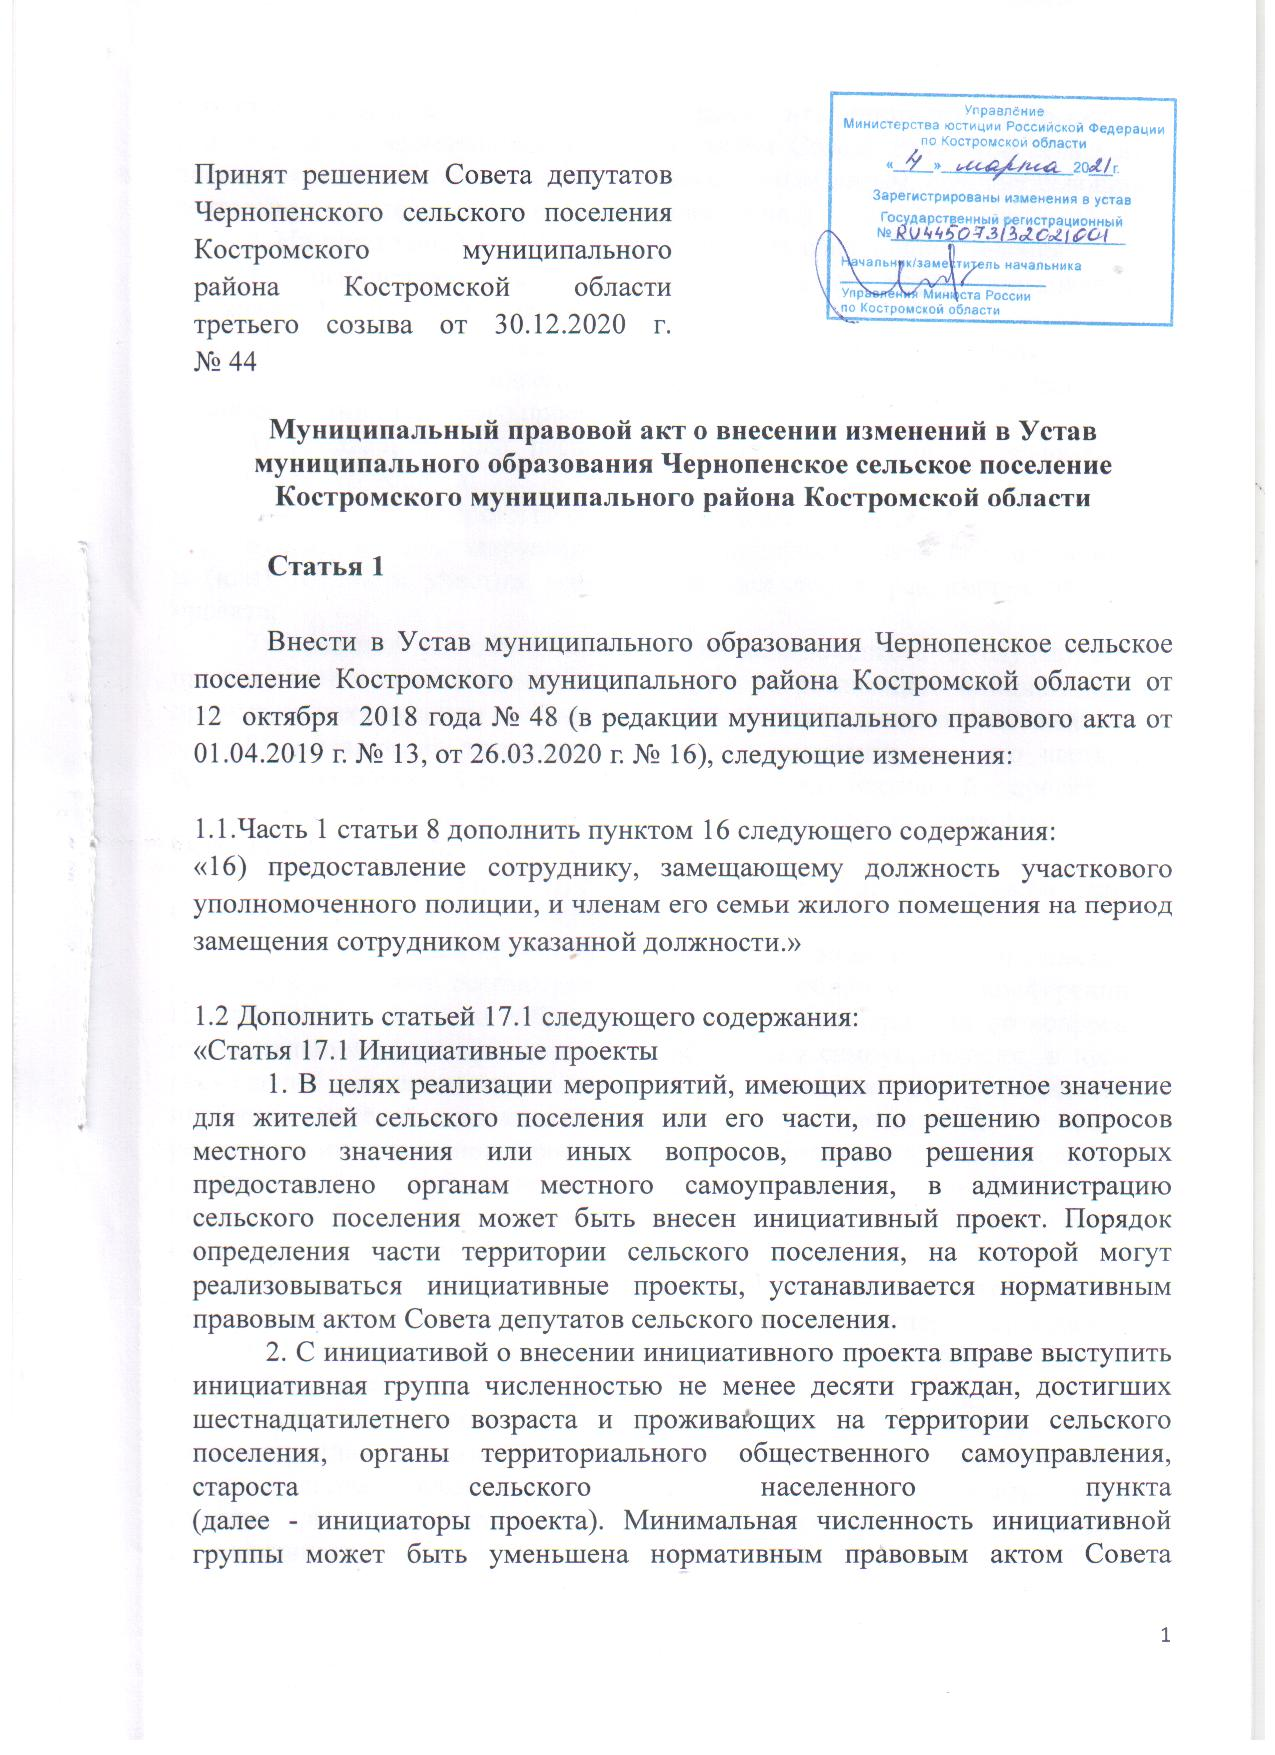 Управление
Министерства юстиции Российской Федерации
по Костромской области
« 4 » марта 2021 г.
Зарегистрированы изменения в устав
Государственный регистрационный
№ RU445073132021001
Начальник/заместитель начальника
Управления Минюста России
по Костромской области
Принят решением Совета депутатов
Чернопенского сельского поселения
Костромского муниципального
района Костромской области
третьего созыва от 30.12.2020 г.
№ 44
Муниципальный правовой акт о внесении изменений в Устав
муниципального образования Чернопенское сельское поселение
Костромского муниципального района Костромской области
Статья 1
Внести в Устав муниципального образования Чернопенское сельское
поселение Костромского муниципального района Костромской области от
12 октября 2018 года № 48 (в редакции муниципального правового акта от
01.04.2019 г. № 13, от 26.03.2020 г. № 16), следующие изменения:
1.1.Часть 1 статьи 8 дополнить пунктом 16 следующего содержания:
«16) предоставление сотруднику, замещающему должность участкового
уполномоченного полиции, и членам его семьи жилого помещения на период
замещения сотрудником указанной должности.»
1.2 Дополнить статьей 17.1 следующего содержания:
«Статья 17.1 Инициативные проекты
1. В целях реализации мероприятий, имеющих приоритетное значение
для жителей сельского поселения или его части, по решению вопросов
местного значения или иных вопросов, право решения которых
предоставлено органам местного самоуправления, в администрацию
сельского поселения может быть внесен инициативный проект. Порядок
определения части территории сельского поселения, на которой могут
реализовываться инициативные проекты, устанавливается нормативным
правовым актом Совета депутатов сельского поселения.
2. С инициативой о внесении инициативного проекта вправе выступить
инициативная группа численностью не менее десяти граждан, достигших
шестнадцатилетнего возраста и проживающих на территории сельского
поселения, органы территориального общественного самоуправления,
староста сельского населенного пункта
(далее - инициаторы проекта). Минимальная численность инициативной
группы может быть уменьшена нормативным правовым актом Совета
1